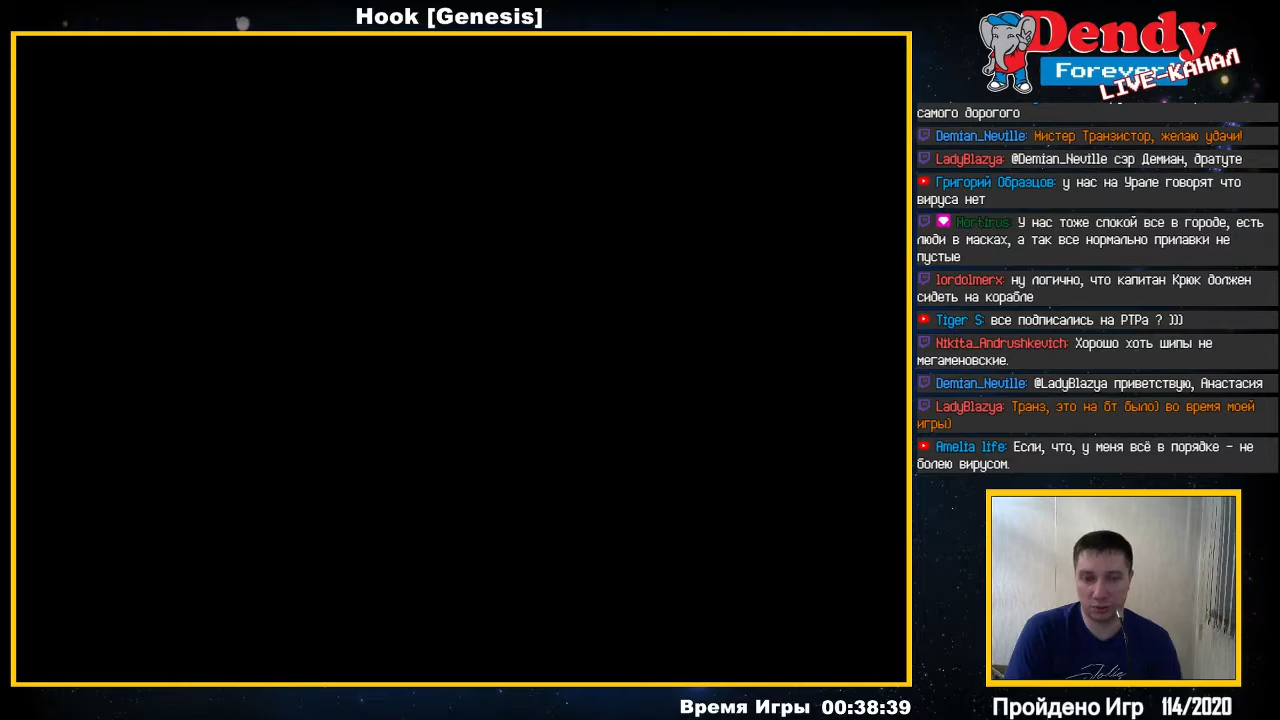 Hook [Genesis]
Dendy
Forever!
LIVE-КАНАЛ
самого дорогого
Demian_Neville: Мистер Транзистор, желаю удачи!
LadyBlazya: @Demian_Neville сэр Демиан, дратуте
Григорий Образцов: у нас на Урале говорят что
вируса нет
Mortirus: У нас тоже спокой все в городе, есть
люди в масках, а так все нормально прилавки не
пустые
lordolmerx: ну логично, что капитан Крюк должен
сидеть на корабле
Tiger S: все подписались на РТРа ? )))
Nikita_Andrushkevich: Хорошо хоть шипы не
мегаменовские.
Demian_Neville: @LadyBlazya приветствую, Анастасия
LadyBlazya: Транз, это на бт было) во время моей
игры)
Amelia life: Если, что, у меня всё в порядке - не
болею вирусом.
Время Игры 00:38:39
Пройдено Игр 114/2020